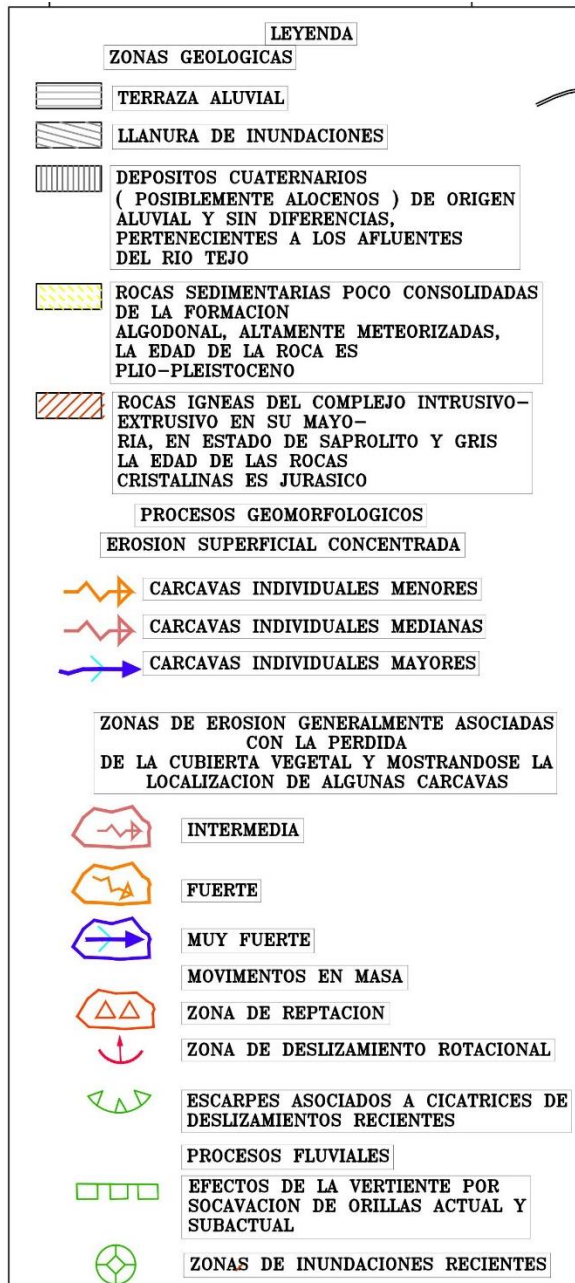 LEYENDA
ZONAS GEOLOGICAS
TERRAZA ALUVIAL
LLANURA DE INUNDACIONES
DEPOSITOS CUATERNARIOS
( POSIBLEMENTE ALOCENOS ) DE ORIGEN
ALUVIAL Y SIN DIFERENCIAS,
PERTENECIENTES A LOS AFLUENTES
DEL RIO TEJO
ROCAS SEDIMENTARIAS POCO CONSOLIDADAS
DE LA FORMACION
ALGODONAL, ALTAMENTE METEORIZADAS,
LA EDAD DE LA ROCA ES
PLIO-PLEISTOCENO
ROCAS IGNEAS DEL COMPLEJO INTRUSIVO-
EXTRUSIVO EN SU MAYO-
RIA, EN ESTADO DE SAPROLITO Y GRIS
LA EDAD DE LAS ROCAS
CRISTALINAS ES JURASICO
PROCESOS GEOMORFOLOGICOS
EROSION SUPERFICIAL CONCENTRADA
CARCAVAS INDIVIDUALES MENORES
CARCAVAS INDIVIDUALES MEDIANAS
CARCAVAS INDIVIDUALES MAYORES
ZONAS DE EROSION GENERALMENTE ASOCIADAS
CON LA PERDIDA
DE LA CUBIERTA VEGETAL Y MOSTRANDOSE LA
LOCALIZACION DE ALGUNAS CARCAVAS
INTERMEDIA
FUERTE
MUY FUERTE
MOVIMENTOS EN MASA
ZONA DE REPTACION
ZONA DE DESLIZAMIENTO ROTACIONAL
ESCARPES ASOCIADOS A CICATRICES DE
DESLIZAMIENTOS RECIENTES
PROCESOS FLUVIALES
EFECTOS DE LA VERTIENTE POR
SOCAVACION DE ORILLAS ACTUAL Y
SUBACTUAL
ZONAS DE INUNDACIONES RECIENTES